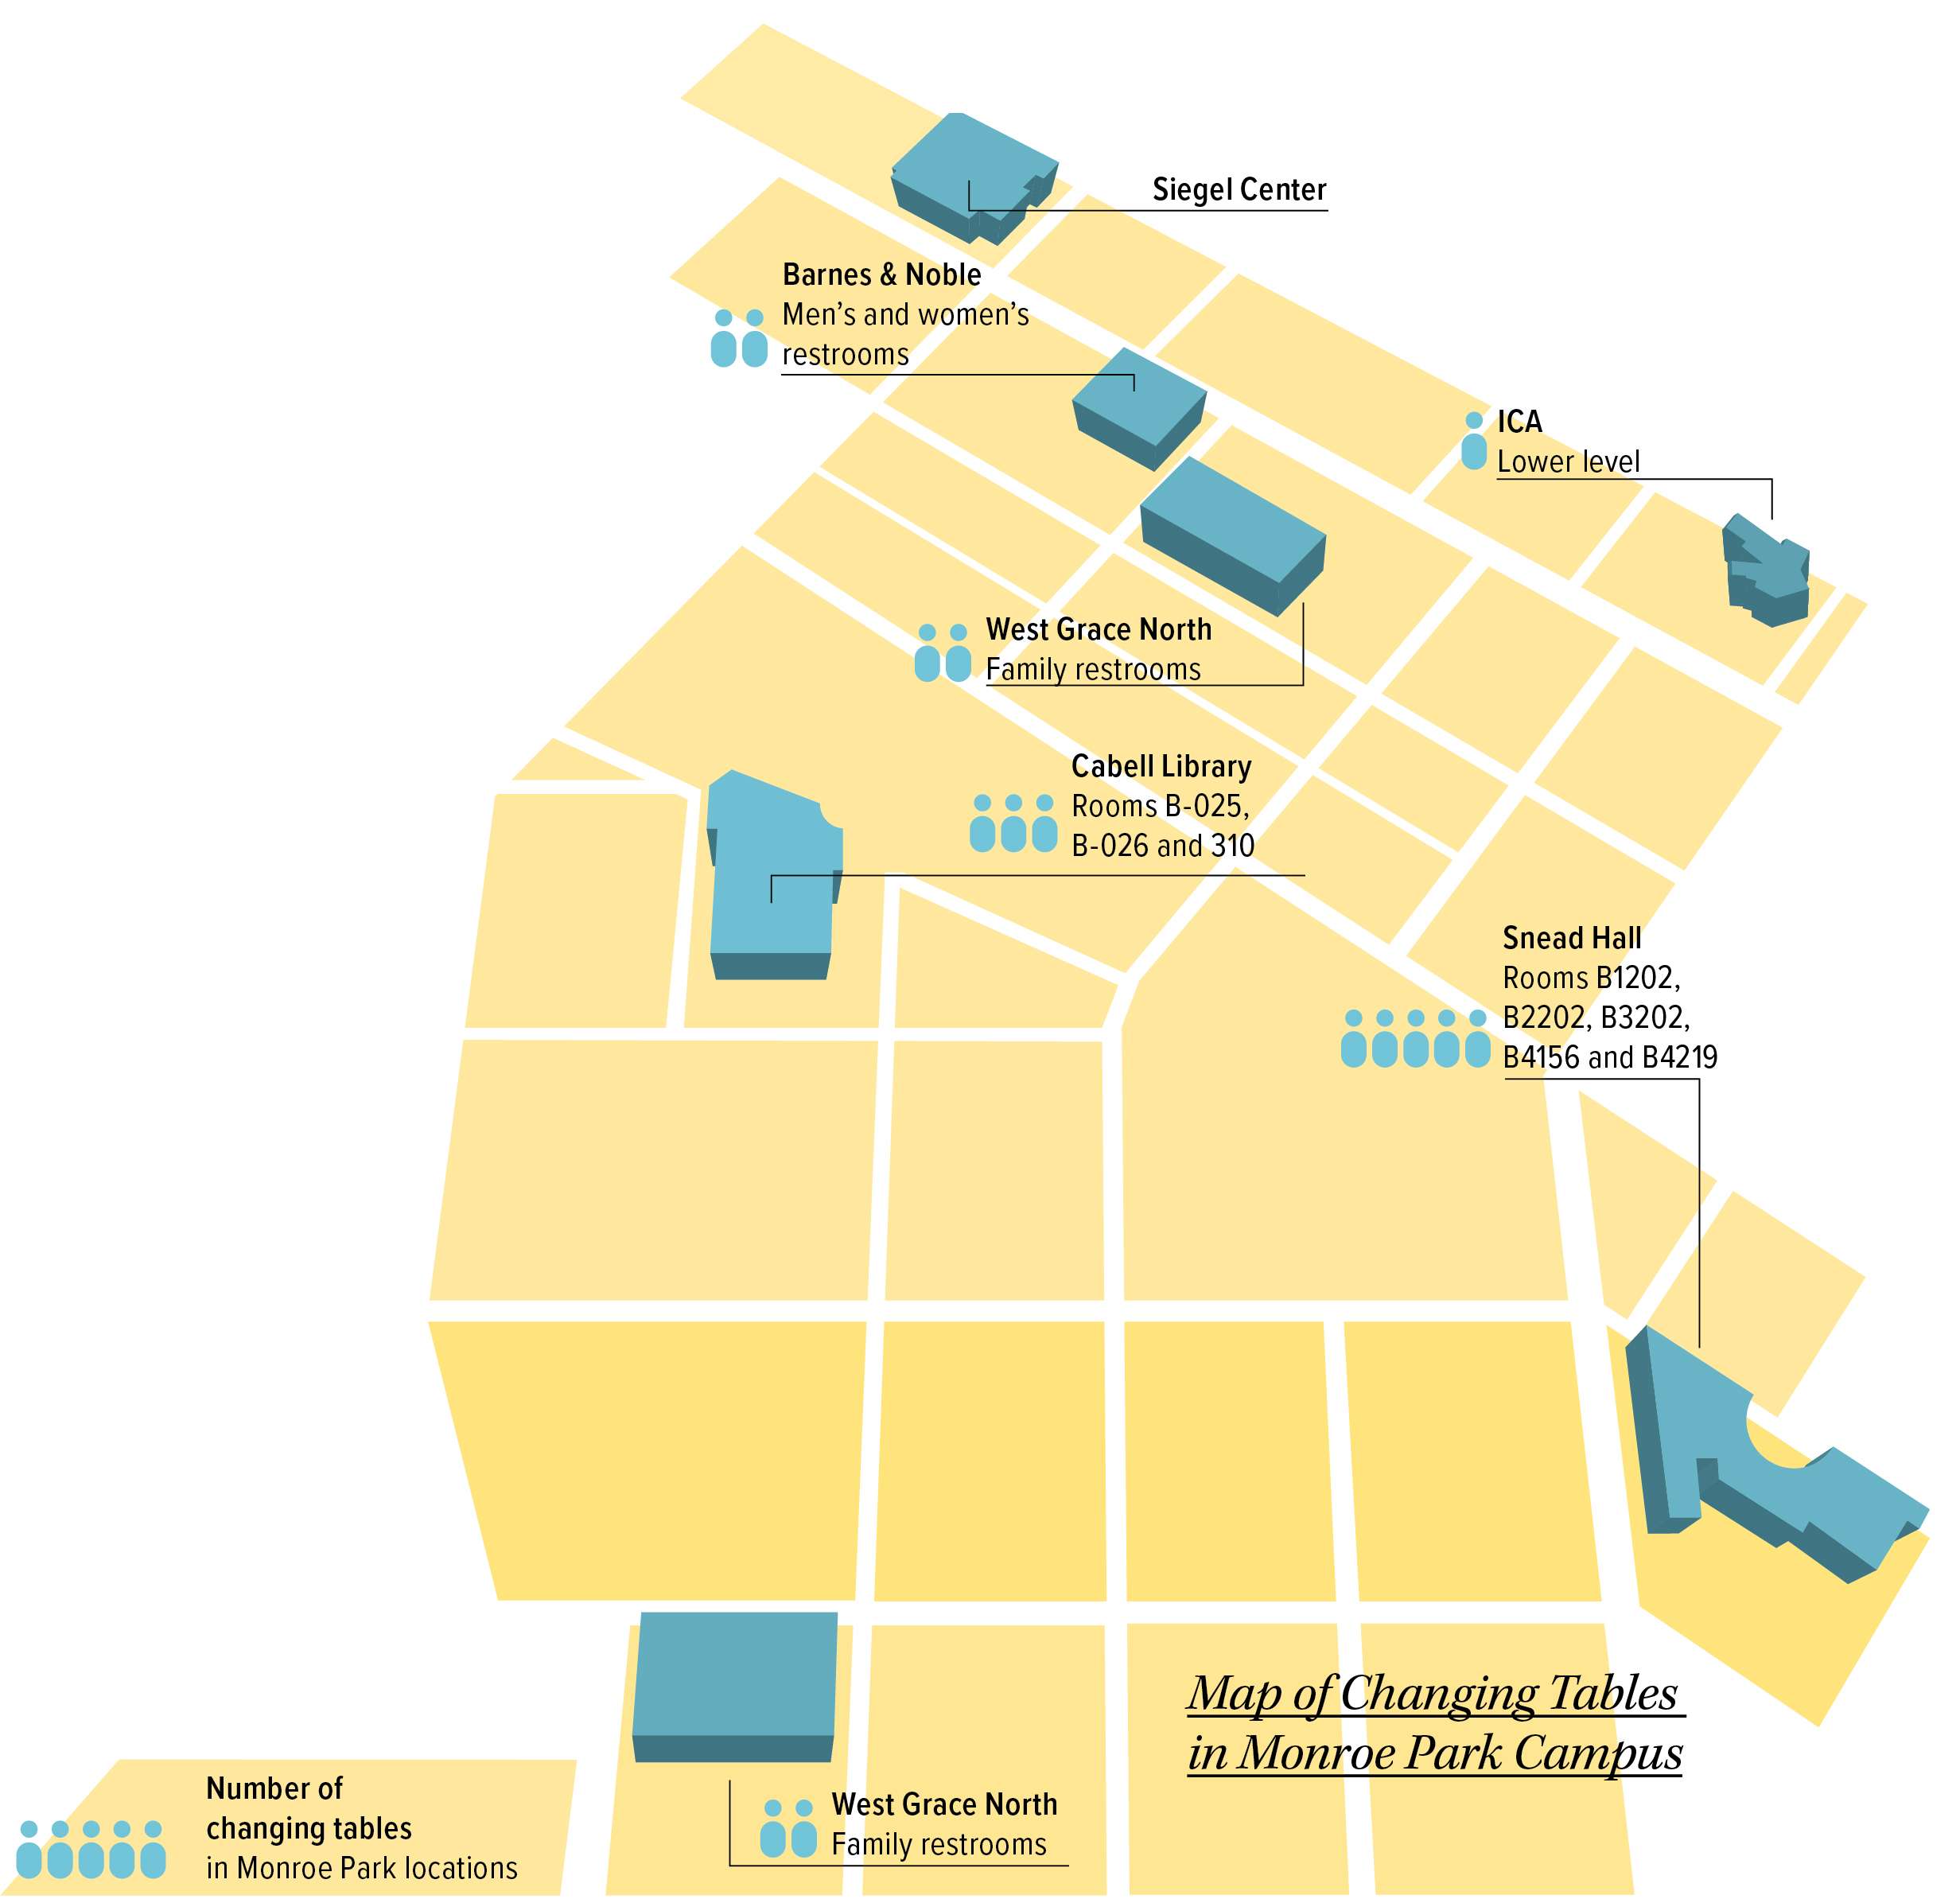 Siegel Center
Barnes & Noble
Men’s and women’s
restrooms
ICA
Lower level
West Grace North
Family restrooms
Cabell Library
Rooms B-025,
B-026 and 310
Snead Hall
Rooms B1202,
B2202, B3202,
B4156 and B4219
Map of Changing Tables
in Monroe Park Campus
Number of
changing tables
in Monroe Park locations
West Grace North
Family restrooms